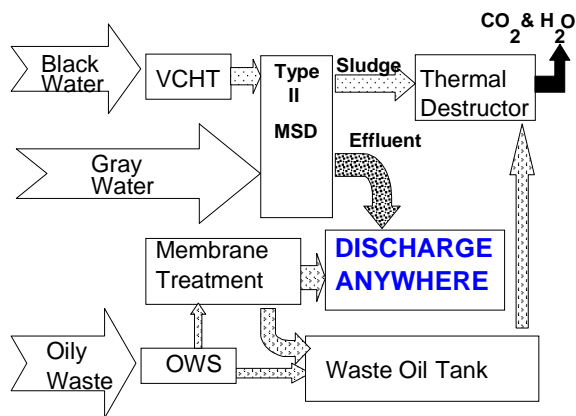 CO2 & H2O
Black
Water
VCHT
Type
II
MSD
Sludge
Thermal
Destructor
Effluent
Gray
Water
Membrane
Treatment
DISCHARGE
ANYWHERE
Oily
Waste
OWS
Waste Oil Tank